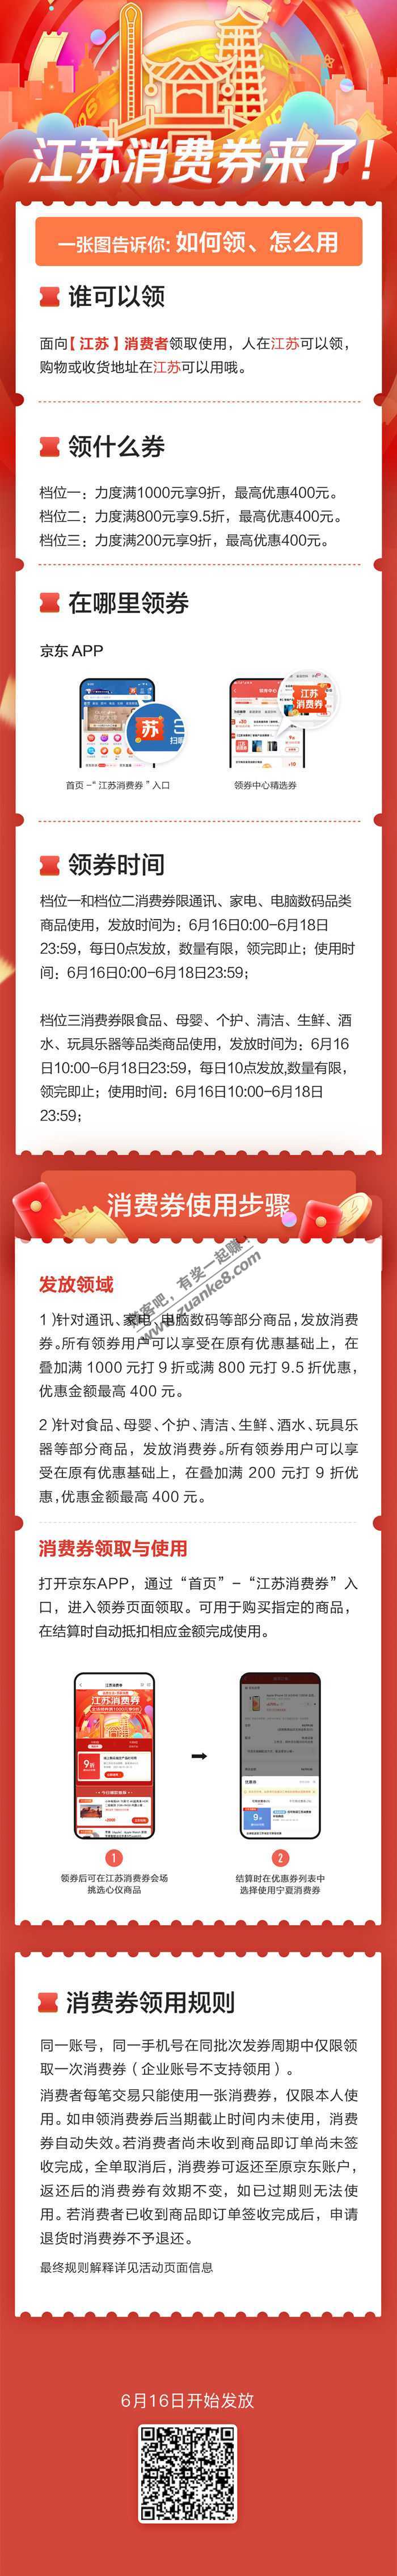 江苏消费券来了!
一张图告诉你: 如何领、怎么用
谁可以领
面向【江苏】消费者领取使用，人在江苏可以领，
购物或收货地址在江苏可以用哦。
领什么券
档位一：力度满1000元享9折，最高优惠400元。
档位二：力度满800元享9.5折，最高优惠400元。
档位三：力度满200元享9折，最高优惠400元。
在哪里领券
京东 APP
苏
江苏
消费券
首页 -“ 江苏消费券 ” 入口
领券中心精选券
领券时间
档位一和档位二消费券限通讯、家电、电脑数码品类
商品使用，发放时间为：6月16日0:00-6月18日
23:59，每日0点发放，数量有限，领完即止；使用时
间：6月16日0:00-6月18日23:59；
档位三消费券限食品、母婴、个护、清洁、生鲜、酒
水、玩具乐器等品类商品使用，发放时间为：6月16
日10:00-6月18日23:59，每日10点发放,数量有限，
领完即止；使用时间：6月16日10:00-6月18日
23:59；
消费券使用步骤
赚客吧，有奖一起赚！
www.zuanke8.com
发放领域
1 )针对通讯、家电、电脑数码等部分商品,发放消费
券。所有领券用户可以享受在原有优惠基础上，在
叠加满 1000 元打 9 折或满 800 元打 9.5 折优惠，
优惠金额最高 400 元。
2 )针对食品、母婴、个护、清洁、生鲜、酒水、玩具乐
器等部分商品，发放消费券。所有领券用户可以享
受在原有优惠基础上，在叠加满 200 元打 9 折优
惠,优惠金额最高 400 元。
消费券领取与使用
打开京东APP，通过“首页”-“江苏消费券”入
口，进入领券页面领取。可用于购买指定的商品，
在结算时自动抵扣相应金额完成使用。
江苏消费券
江苏消费券
9折
优惠券
9折
1
2
领券后可在江苏消费券会场
挑选心仪商品
结算时在优惠券列表中
选择使用宁夏消费券
消费券领用规则
同一账号，同一手机号在同批次发券周期中仅限领
取一次消费券（企业账号不支持领用）。
消费者每笔交易只能使用一张消费券，仅限本人使
用。如申领消费券后当期截止时间内未使用，消费
券自动失效。若消费者尚未收到商品即订单尚未签
收完成，全单取消后，消费券可返还至原京东账户，
返还后的消费券有效期不变，如已过期则无法使
用。若消费者已收到商品即订单签收完成后，申请
退货时消费券不予退还。
最终规则解释详见活动页面信息
6月16日开始发放